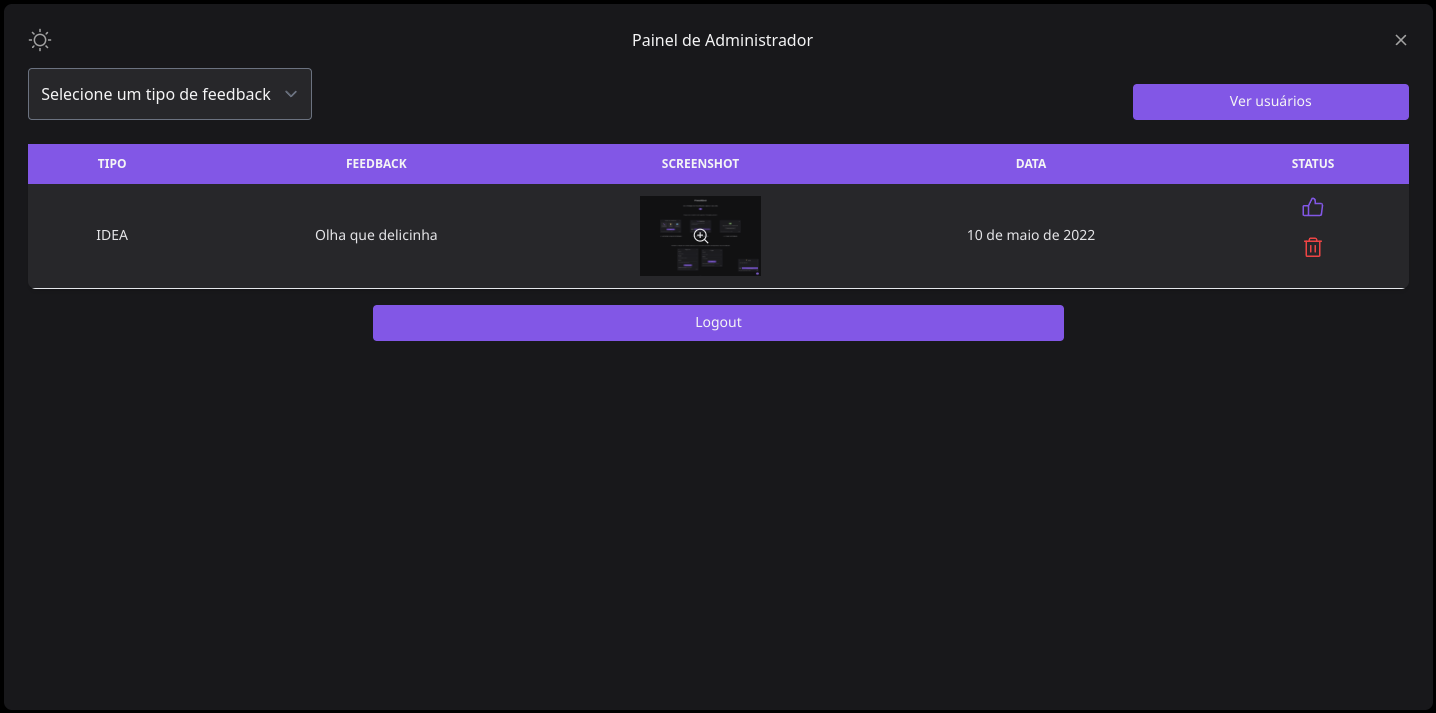 Painel de Administrador
Selecione um tipo de feedback
Ver usuários
TIPO FEEDBACK SCREENSHOT DATA STATUS
IDEA Olha que delicinha 10 de maio de 2022
Logout